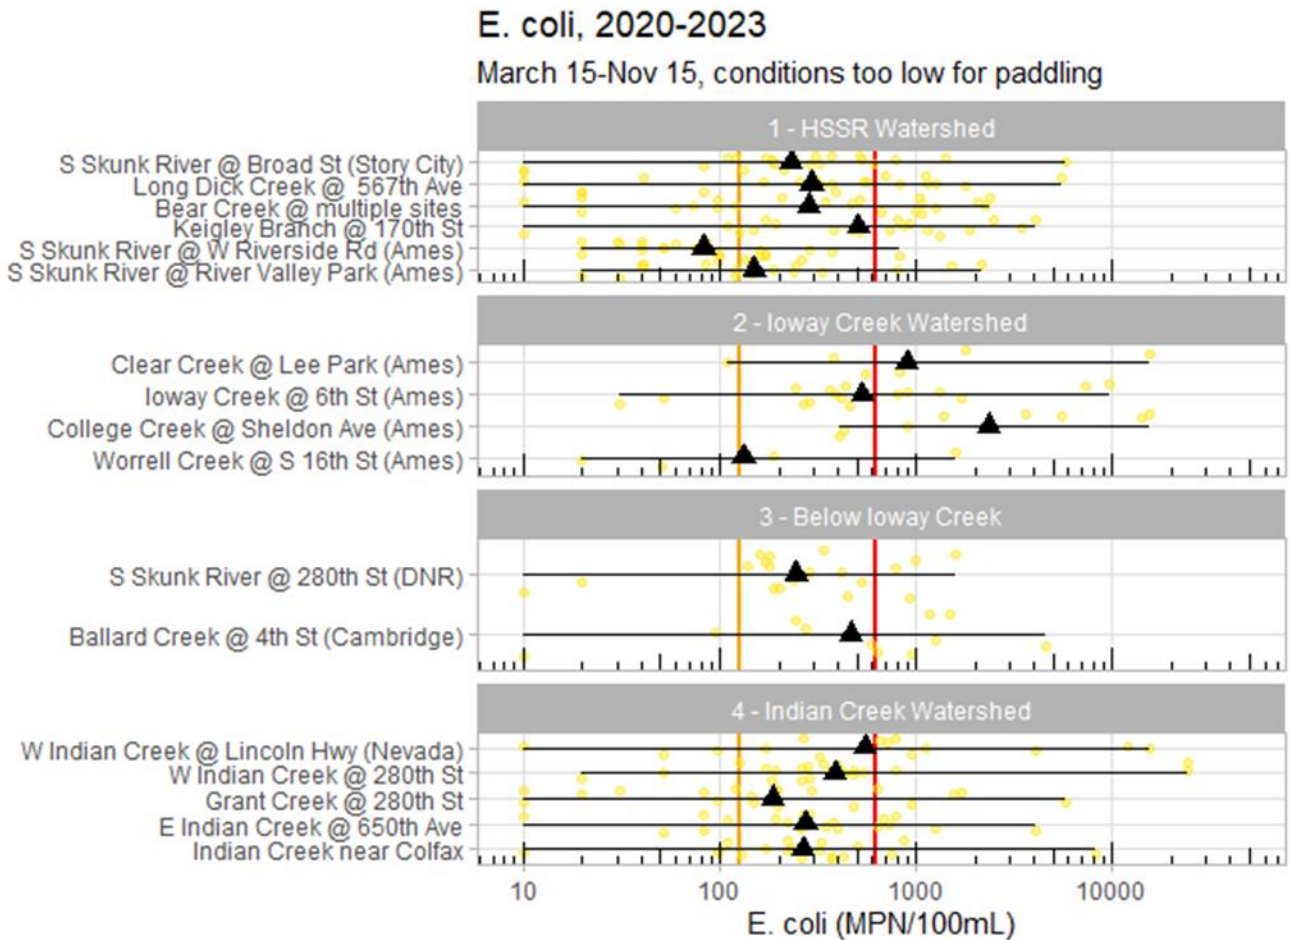 E. coli, 2020-2023
March 15-Nov 15, conditions too low for paddling
1 - HSSR Watershed
S Skunk River @ Broad St (Story City)
Long Dick Creek @  567th Ave
Bear Creek @ multiple sites
Keigley Branch @ 170th St
S Skunk River @ W Riverside Rd (Ames)
S Skunk River @ River Valley Park (Ames)
2 - Ioway Creek Watershed
Clear Creek @ Lee Park (Ames)
Ioway Creek @ 6th St (Ames)
College Creek @ Sheldon Ave (Ames)
Worrell Creek @ S 16th St (Ames)
3 - Below Ioway Creek
S Skunk River @ 280th St (DNR)
Ballard Creek @ 4th St (Cambridge)
4 - Indian Creek Watershed
W Indian Creek @ Lincoln Hwy (Nevada)
W Indian Creek @ 280th St
Grant Creek @ 280th St
E Indian Creek @ 650th Ave
Indian Creek near Colfax
10 100 1000 10000
E. coli (MPN/100mL)